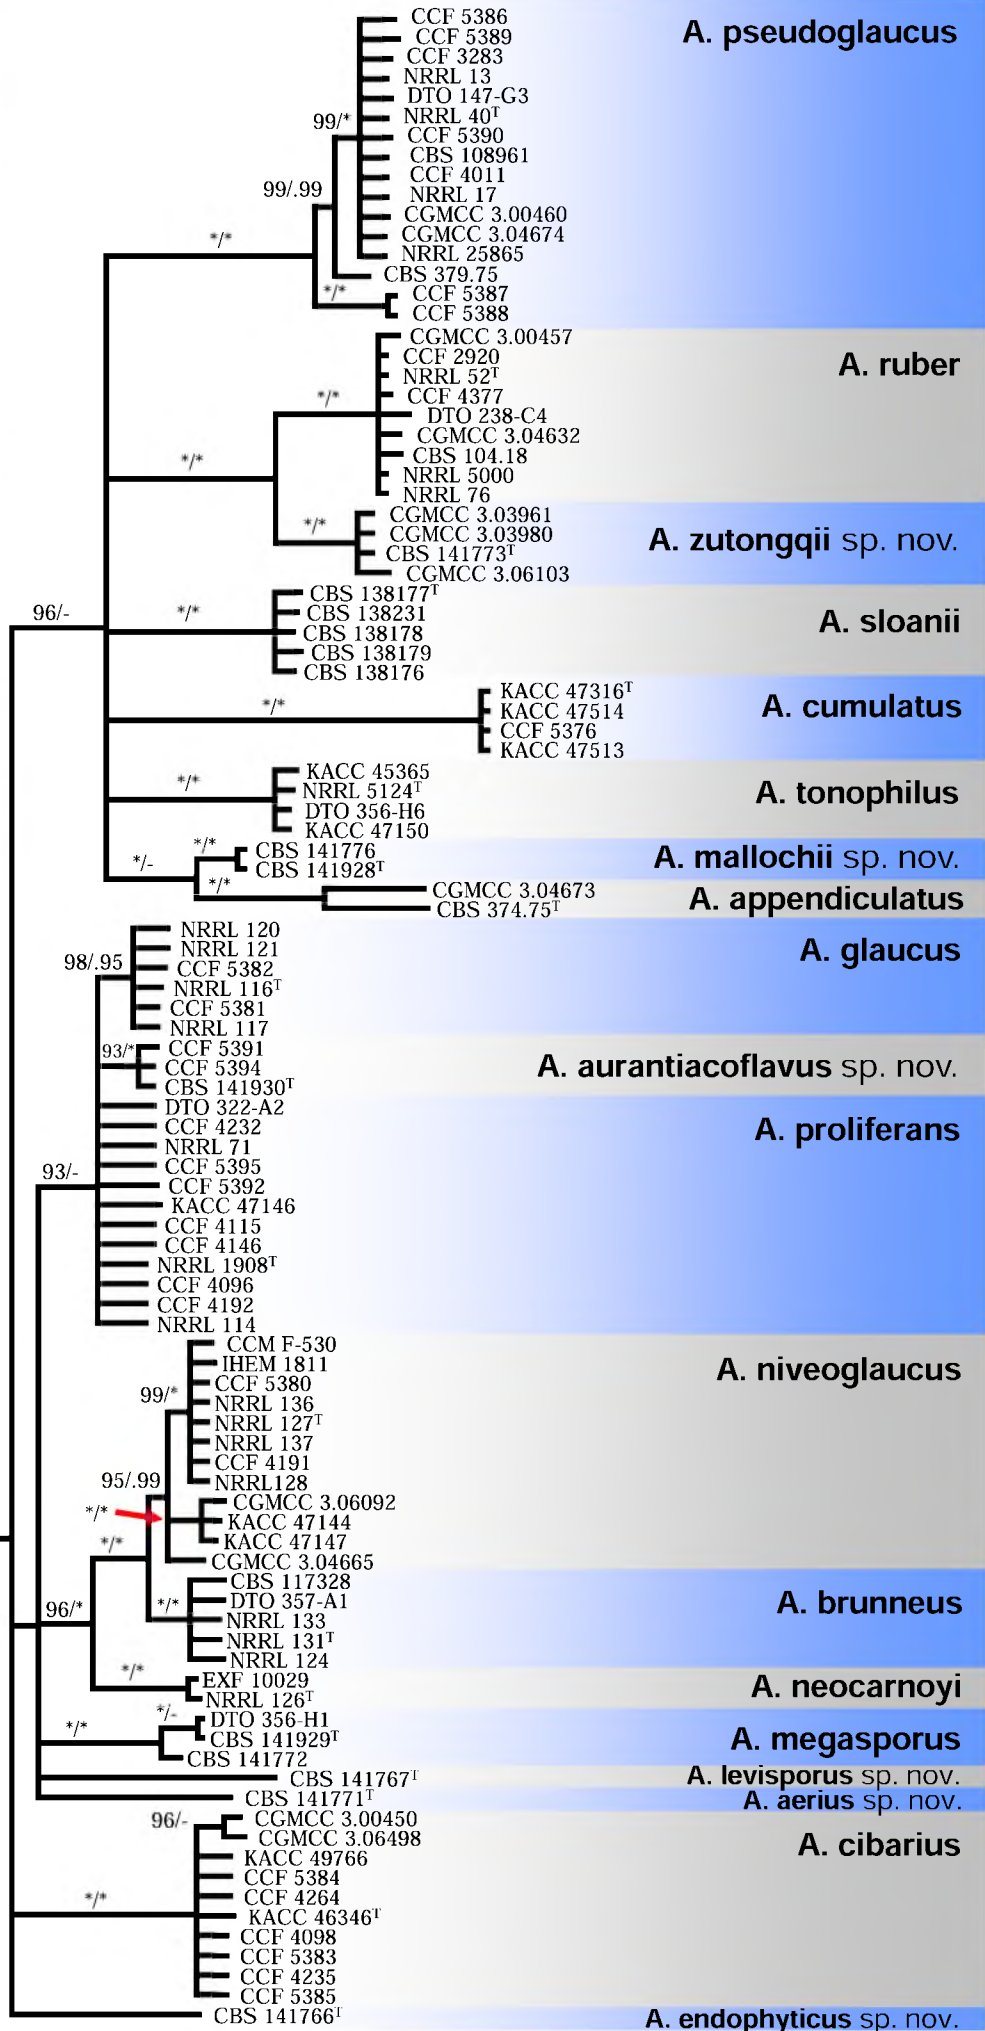 CCF 5386
A. pseudoglaucus
CCF 5389
CCF 3283
NRRL 13
DTO 147-G3
99/*
NRRL 40T
CCF 5390
CBS 108961
CCF 4011
99/.99
NRRL 17
CGMCC 3.00460
*/*
CGMCC 3.04674
NRRL 25865
CBS 379.75
*/*
CCF 5387
CCF 5388
CGMCC 3.00457
A. ruber
CCF 2920
NRRL 52T
*/*
CCF 4377
DTO 238-C4
CGMCC 3.04632
*/*
CBS 104.18
NRRL 5000
NRRL 76
CGMCC 3.03961
*/*
CGMCC 3.03980
A. zutongqii sp. nov.
CBS 141773T
CGMCC 3.06103
CBS 138177T
96/-
*/*
CBS 138231
A. sloanii
CBS 138178
CBS 138179
CBS 138176
KACC 47316T
*/*
KACC 47514
A. cumulatus
CCF 5376
KACC 47513
KACC 45365
*/*
NRRL 5124T
A. tonophilus
DTO 356-H6
KACC 47150
*/*
CBS 141776
A. mallochii sp. nov.
*/-
CBS 141928T
*/*
CGMCC 3.04673
A. appendiculatus
CBS 374.75T
NRRL 120
A. glaucus
NRRL 121
98/.95
CCF 5382
NRRL 116T
CCF 5381
NRRL 117
93/*
CCF 5391
CCF 5394
A. aurantiacoflavus sp. nov.
CBS 141930T
DTO 322-A2
CCF 4232
A. proliferans
NRRL 71
CCF 5395
93/-
CCF 5392
KACC 47146
CCF 4115
CCF 4146
NRRL 1908T
CCF 4096
CCF 4192
NRRL 114
CCM F-530
IHEM 1811
A. niveoglaucus
CCF 5380
99/*
NRRL 136
NRRL 127T
NRRL 137
CCF 4191
95/.99
NRRL128
CGMCC 3.06092
*/*
KACC 47144
*/*
KACC 47147
CGMCC 3.04665
CBS 117328
96/*
*/*
DTO 357-A1
A. brunneus
NRRL 133
NRRL 131T
NRRL 124
*/*
EXF 10029
A. neocarnoyi
NRRL 126T
*/-
DTO 356-H1
*/*
CBS 141929T
A. megasporus
CBS 141772
CBS 141767T
A. levisporus sp. nov.
CBS 141771T
A. aerius sp. nov.
96/-
CGMCC 3.00450
CGMCC 3.06498
A. cibarius
KACC 49766
CCF 5384
*/*
CCF 4264
KACC 46346T
CCF 4098
CCF 5383
CCF 4235
CCF 5385
CBS 141766T
A. endophyticus sp. nov.